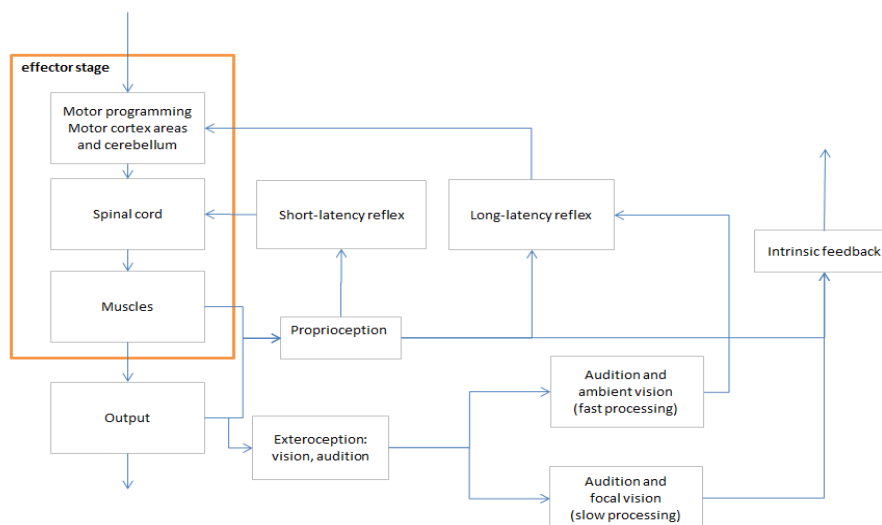 effector stage
Motor programming
Motor cortex areas
and cerebellum
Spinal cord
Short-latency reflex
Long-latency reflex
Intrinsic feedback
Muscles
Proprioception
Output
Audition and
ambient vision
(fast processing)
Exteroception:
vision, audition
Audition and
focal vision
(slow processing)